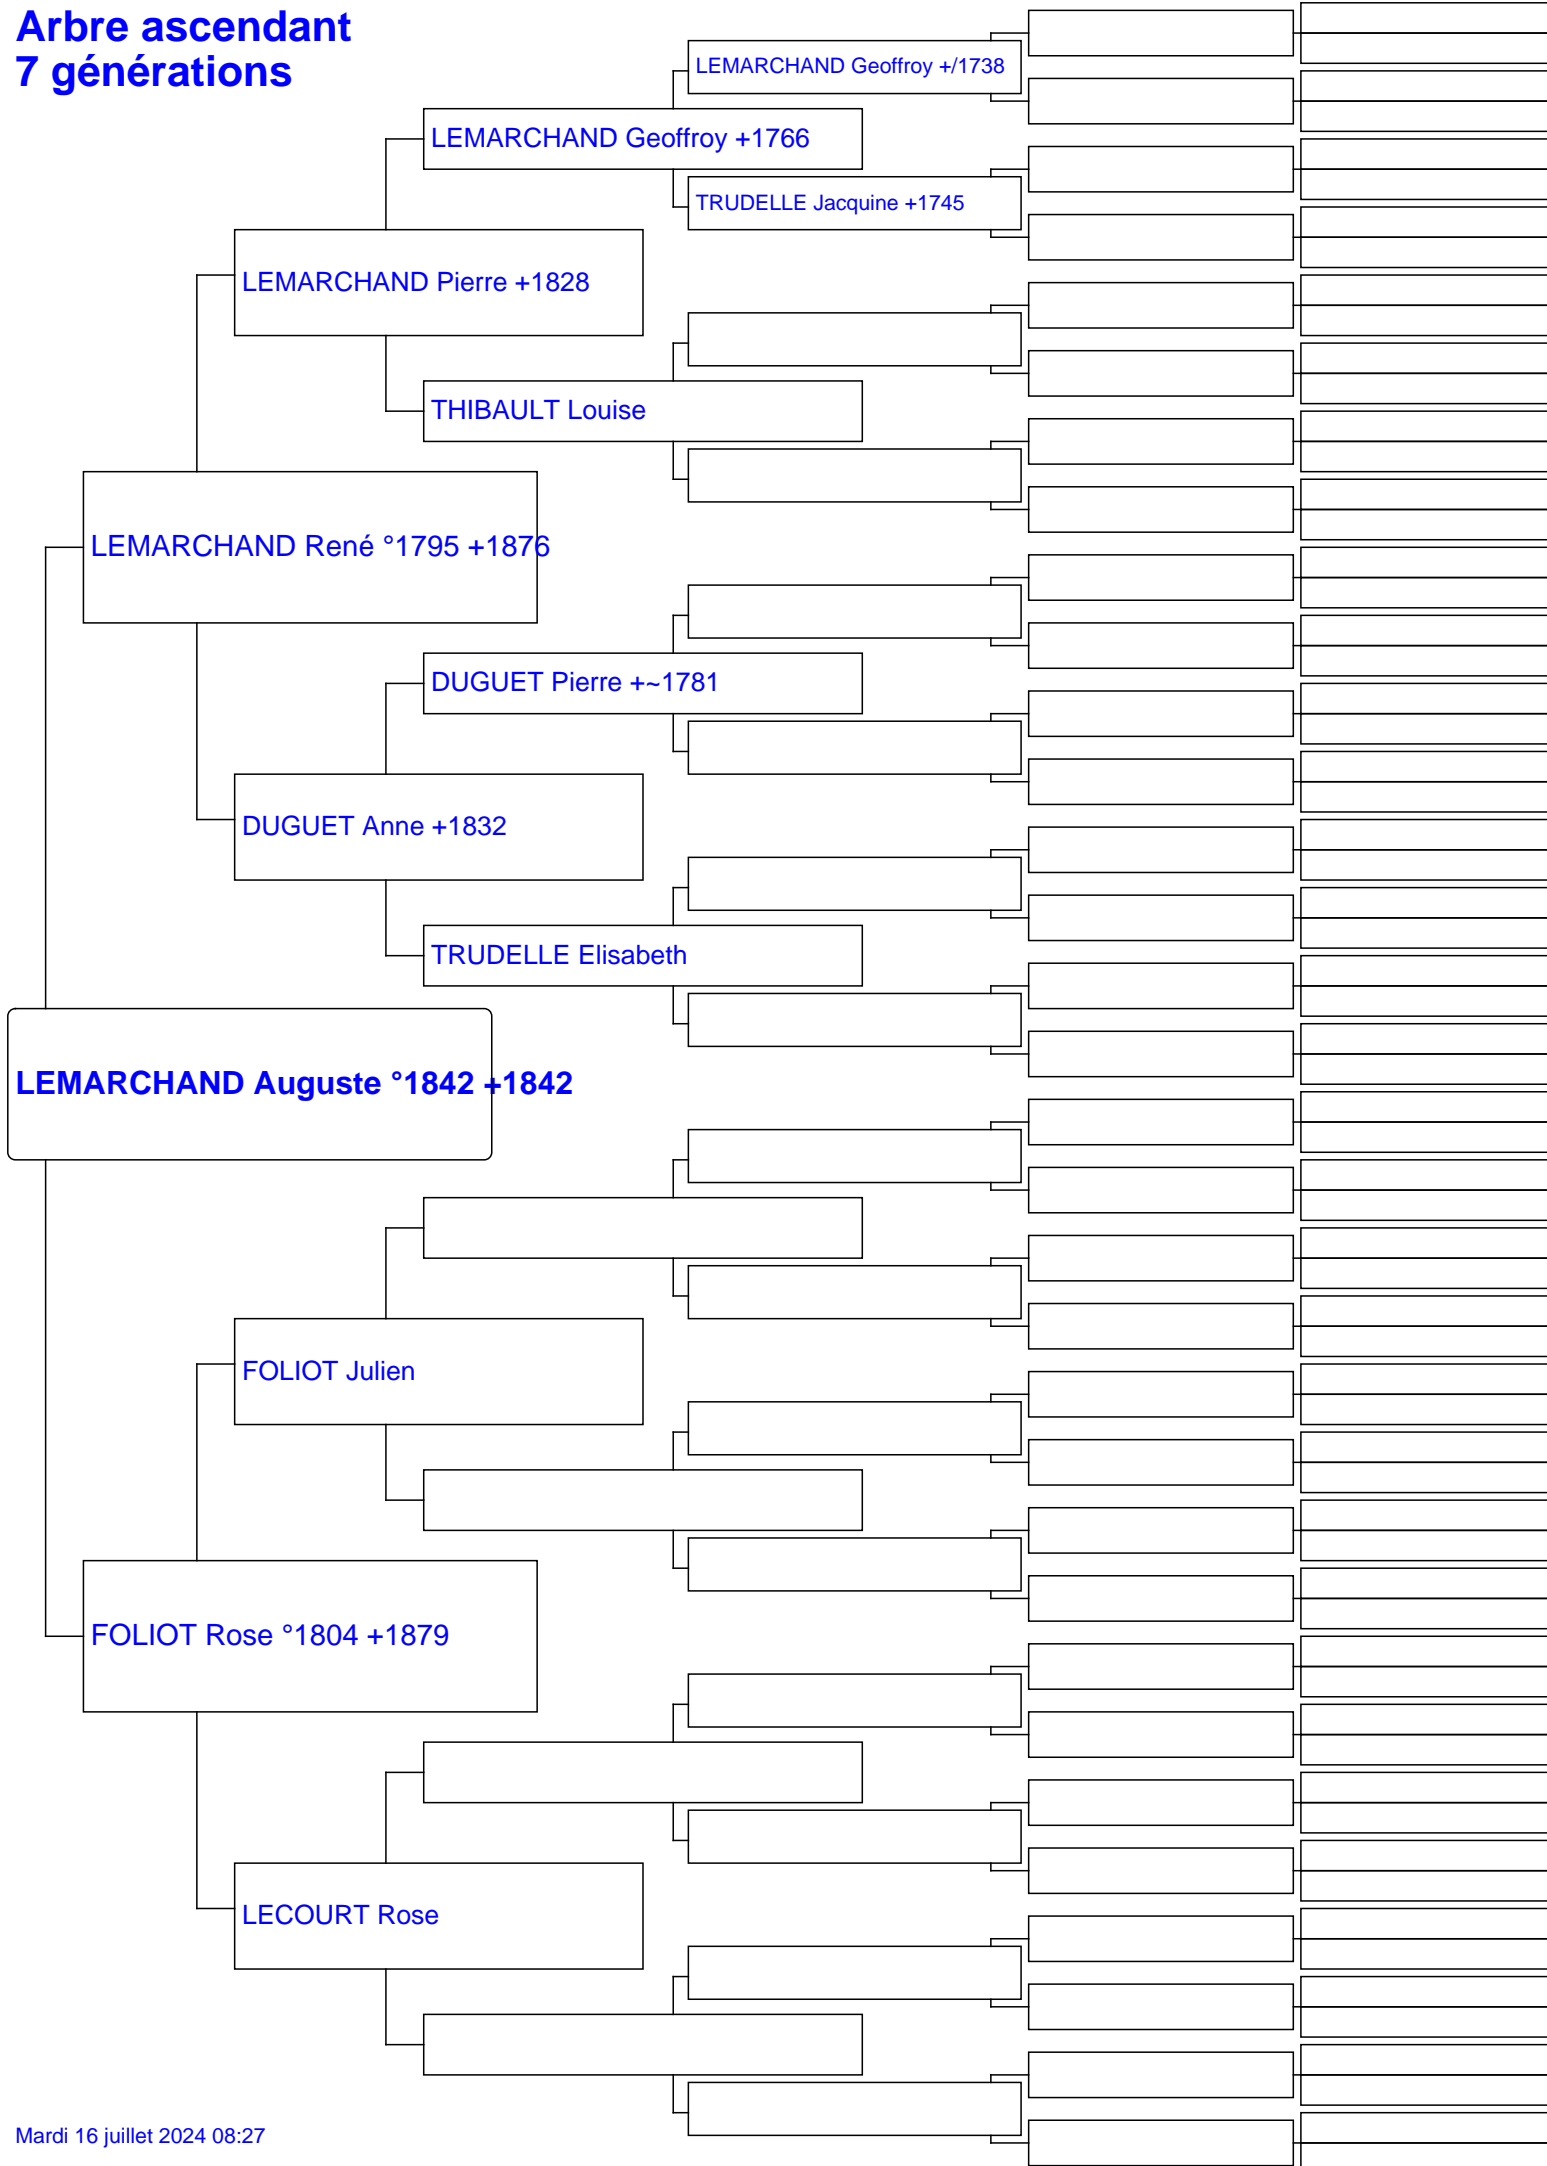 Arbre ascendant
7 générations
LEMARCHAND Geoffroy +/1738
LEMARCHAND Geoffroy +1766
TRUDELLE Jacquine +1745
LEMARCHAND Pierre +1828
THIBAULT Louise
LEMARCHAND René °1795 +1876
DUGUET Pierre +~1781
DUGUET Anne +1832
TRUDELLE Elisabeth
LEMARCHAND Auguste °1842 +1842
FOLIOT Julien
FOLIOT Rose °1804 +1879
LECOURT Rose
Mardi 16 juillet 2024 08:27